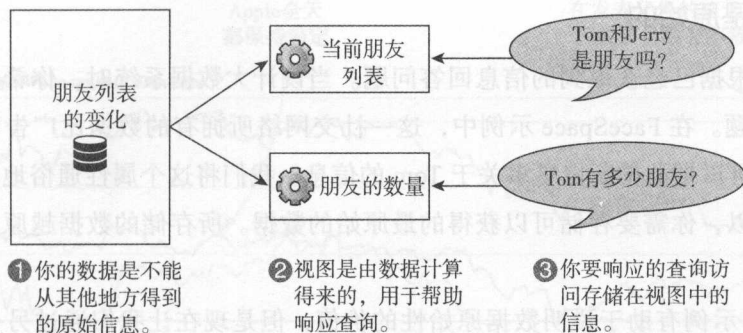 朋友列表
的变化
当前朋友
列表
Tom和Jerry
是朋友吗?
朋友的数量
Tom有多少朋友?
❶你的数据是不能
从其他地方得到
的原始信息。
❷视图是由数据计算
得来的，用于帮助
响应查询。
❸你要响应的查询访
问存储在视图中的
信息。